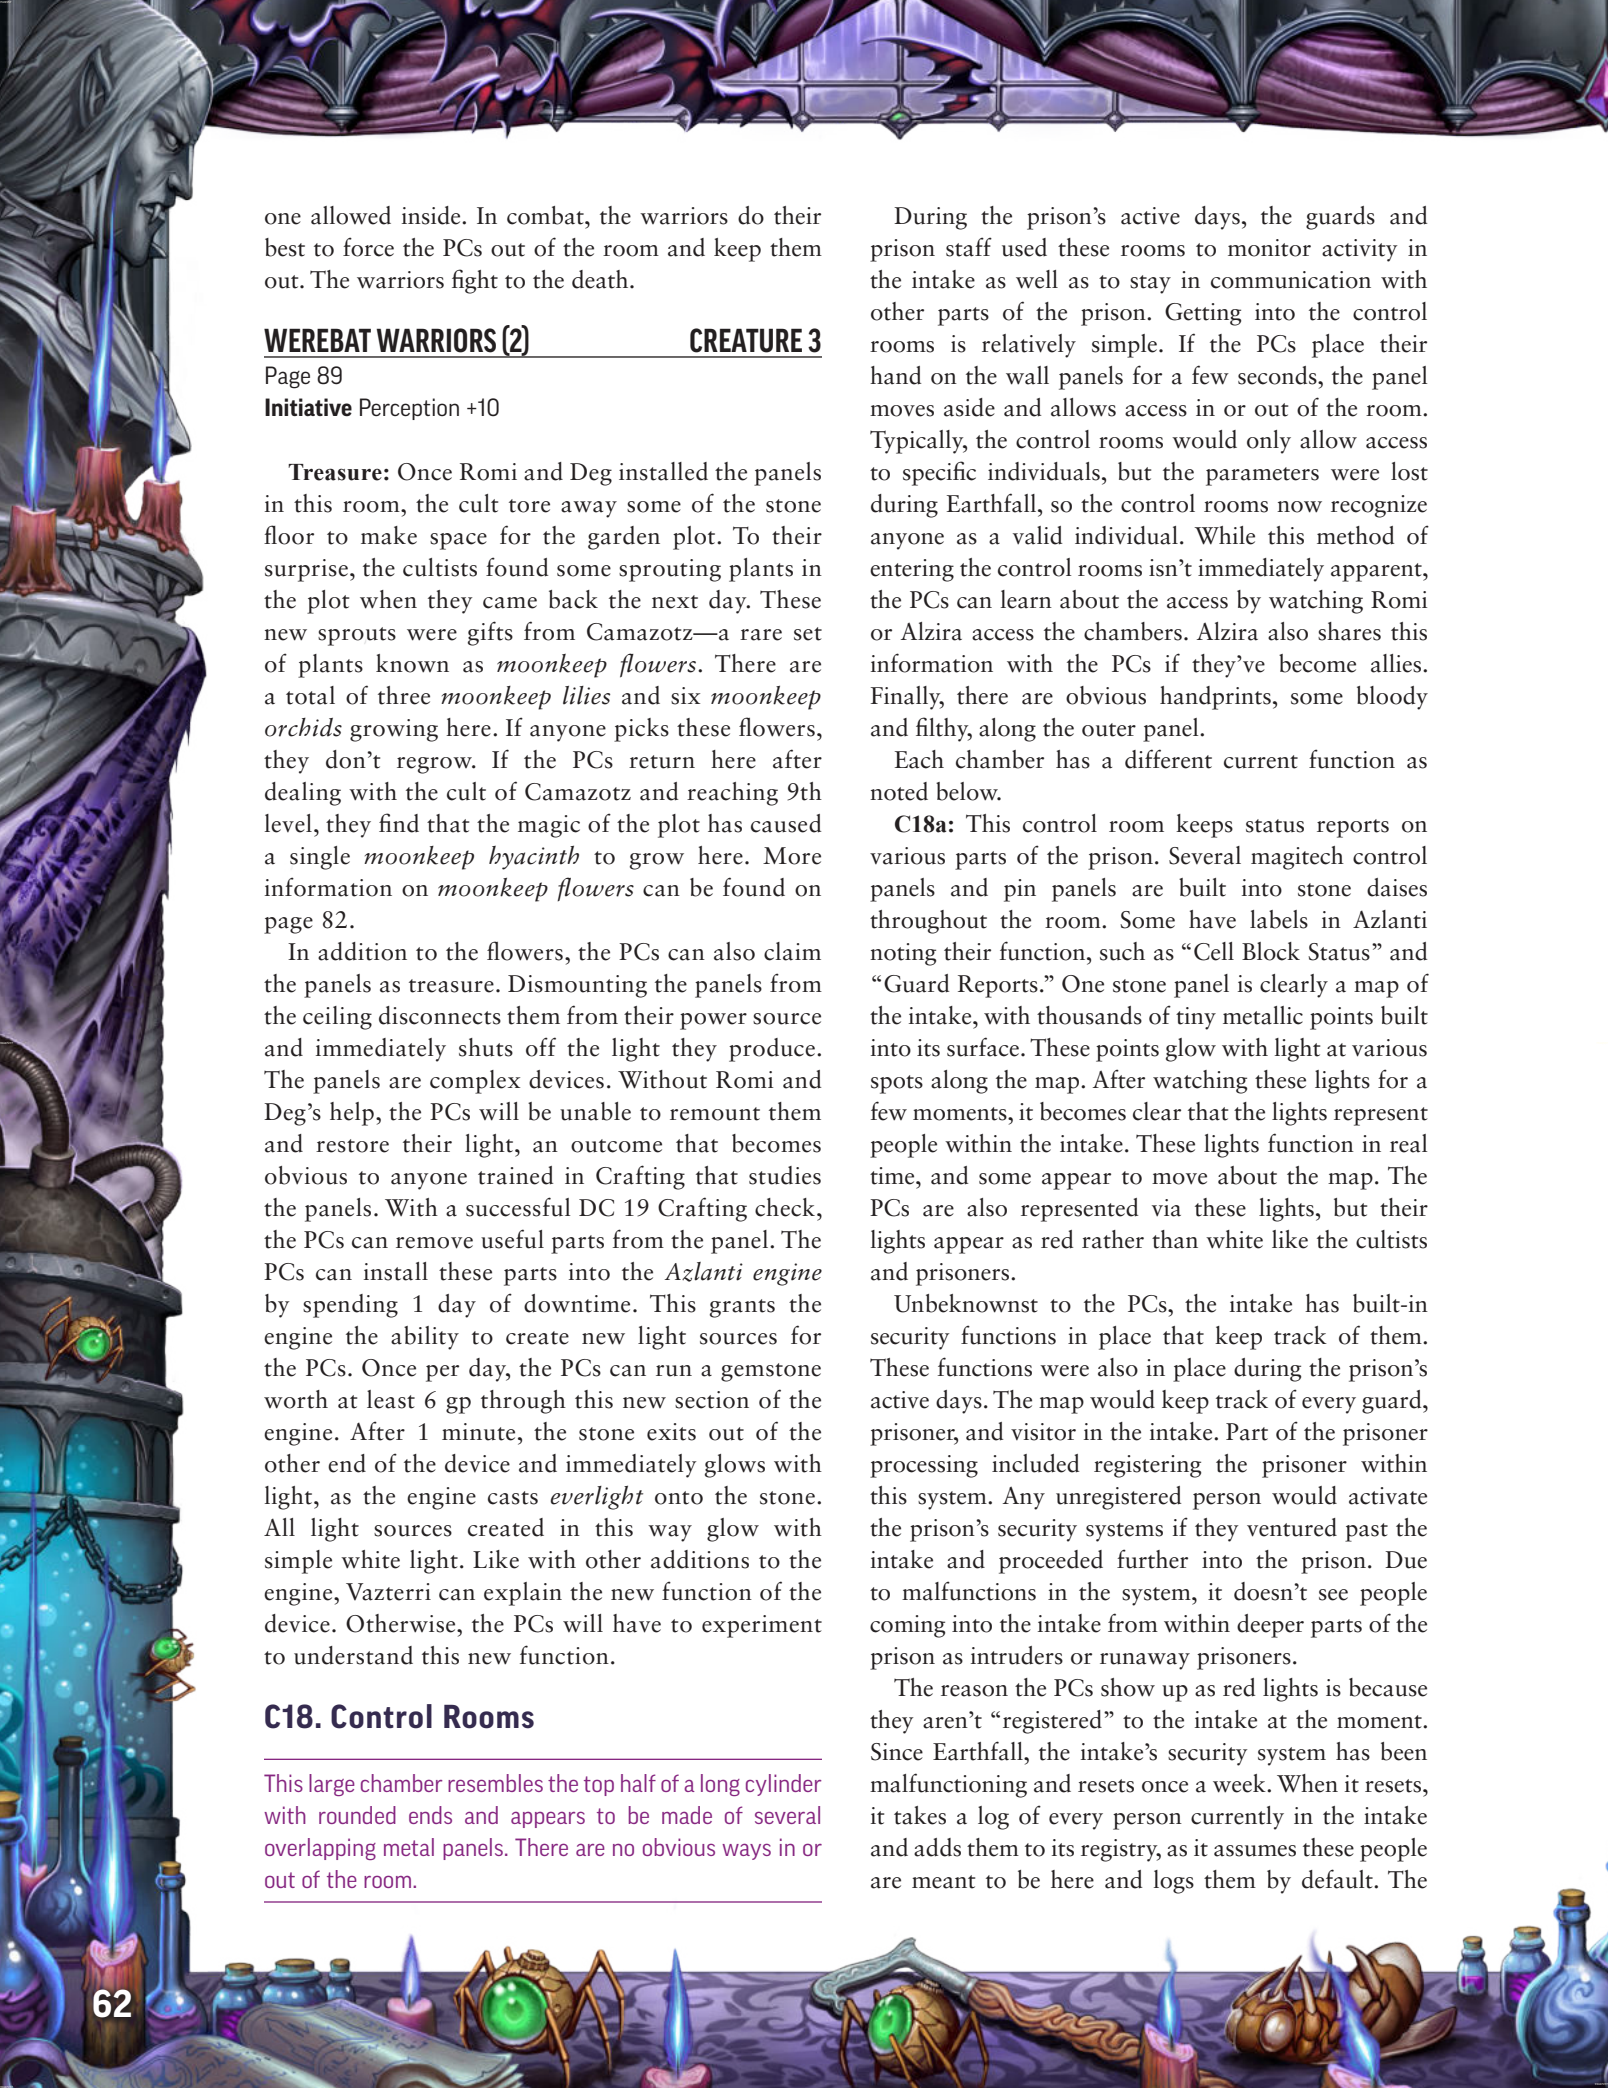 one allowed inside. In combat, the warriors do their
best to force the PCs out of the room and keep them
out. The warriors fight to the death.
WEREBAT WARRIORS (2) CREATURE 3
Page 89
Initiative Perception +10
Treasure: Once Romi and Deg installed the panels
in this room, the cult tore away some of the stone
floor to make space for the garden plot. To their
surprise, the cultists found some sprouting plants in
the plot when they came back the next day. These
new sprouts were gifts from Camazotz—a rare set
of plants known as moonkeep flowers. There are
a total of three moonkeep lilies and six moonkeep
orchids growing here. If anyone picks these flowers,
they don’t regrow. If the PCs return here after
dealing with the cult of Camazotz and reaching 9th
level, they find that the magic of the plot has caused
a single moonkeep hyacinth to grow here. More
information on moonkeep flowers can be found on
page 82.
In addition to the flowers, the PCs can also claim
the panels as treasure. Dismounting the panels from
the ceiling disconnects them from their power source
and immediately shuts off the light they produce.
The panels are complex devices. Without Romi and
Deg’s help, the PCs will be unable to remount them
and restore their light, an outcome that becomes
obvious to anyone trained in Crafting that studies
the panels. With a successful DC 19 Crafting check,
the PCs can remove useful parts from the panel. The
PCs can install these parts into the Azlanti engine
by spending 1 day of downtime. This grants the
engine the ability to create new light sources for
the PCs. Once per day, the PCs can run a gemstone
worth at least 6 gp through this new section of the
engine. After 1 minute, the stone exits out of the
other end of the device and immediately glows with
light, as the engine casts everlight onto the stone.
All light sources created in this way glow with
simple white light. Like with other additions to the
engine, Vazterri can explain the new function of the
device. Otherwise, the PCs will have to experiment
to understand this new function.
C18. Control Rooms
This large chamber resembles the top half of a long cylinder
with rounded ends and appears to be made of several
overlapping metal panels. There are no obvious ways in or
out of the room.
During the prison’s active days, the guards and
prison staff used these rooms to monitor activity in
the intake as well as to stay in communication with
other parts of the prison. Getting into the control
rooms is relatively simple. If the PCs place their
hand on the wall panels for a few seconds, the panel
moves aside and allows access in or out of the room.
Typically, the control rooms would only allow access
to specific individuals, but the parameters were lost
during Earthfall, so the control rooms now recognize
anyone as a valid individual. While this method of
entering the control rooms isn’t immediately apparent,
the PCs can learn about the access by watching Romi
or Alzira access the chambers. Alzira also shares this
information with the PCs if they’ve become allies.
Finally, there are obvious handprints, some bloody
and filthy, along the outer panel.
Each chamber has a different current function as
noted below.
C18a: This control room keeps status reports on
various parts of the prison. Several magitech control
panels and pin panels are built into stone daises
throughout the room. Some have labels in Azlanti
noting their function, such as “Cell Block Status” and
“Guard Reports.” One stone panel is clearly a map of
the intake, with thousands of tiny metallic points built
into its surface. These points glow with light at various
spots along the map. After watching these lights for a
few moments, it becomes clear that the lights represent
people within the intake. These lights function in real
time, and some appear to move about the map. The
PCs are also represented via these lights, but their
lights appear as red rather than white like the cultists
and prisoners.
Unbeknownst to the PCs, the intake has built-in
security functions in place that keep track of them.
These functions were also in place during the prison’s
active days. The map would keep track of every guard,
prisoner, and visitor in the intake. Part of the prisoner
processing included registering the prisoner within
this system. Any unregistered person would activate
the prison’s security systems if they ventured past the
intake and proceeded further into the prison. Due
to malfunctions in the system, it doesn’t see people
coming into the intake from within deeper parts of the
prison as intruders or runaway prisoners.
The reason the PCs show up as red lights is because
they aren’t “registered” to the intake at the moment.
Since Earthfall, the intake’s security system has been
malfunctioning and resets once a week. When it resets,
it takes a log of every person currently in the intake
and adds them to its registry, as it assumes these people
are meant to be here and logs them by default. The
62